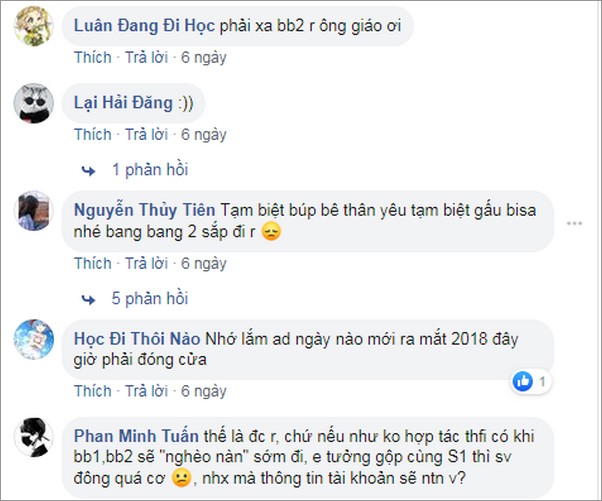 Luân Đang Đi Học phải xa bb2 r ông giáo ơi
Thích · Trả lời · 6 ngày
Lại Hải Đăng :))
Thích · Trả lời · 6 ngày
1 phản hồi
Nguyễn Thủy Tiên Tạm biệt búp bê thân yêu tạm biệt gấu bisa
nhé bang bang 2 sắp đi r 😞
Thích · Trả lời · 6 ngày
5 phản hồi
Học Đi Thôi Nào Nhớ lắm ad ngày nào mới ra mắt 2018 đây
giờ phải đóng cửa
1
Thích · Trả lời · 6 ngày
Phan Minh Tuấn thế là đc r, chứ nếu như ko hợp tác thfi có khi
bb1,bb2 sẽ "nghèo nàn" sớm đi, e tưởng gộp cùng S1 thì sv
đông quá cơ 😕, nhx mà thông tin tài khoản sẽ ntn v?